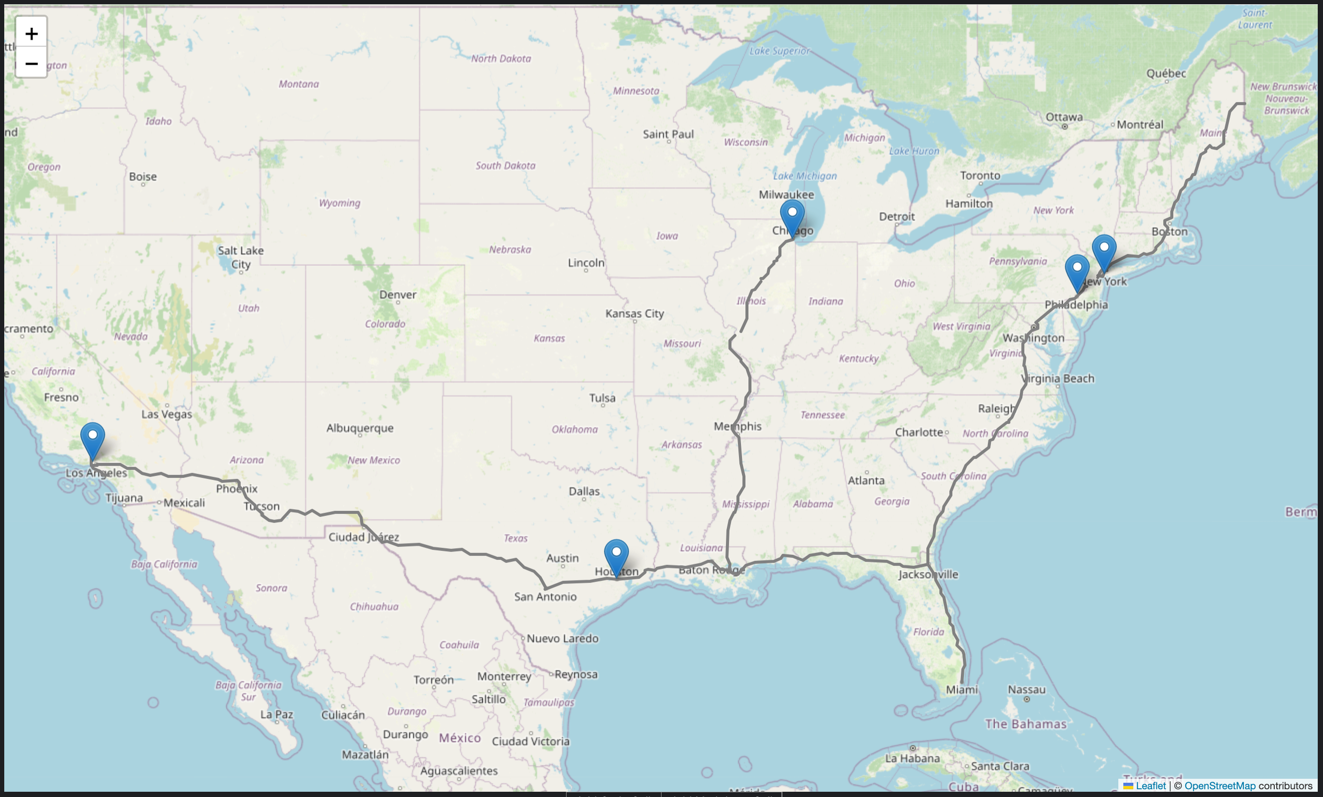 +
−
Saint
Laurent
Lake Superior
Québec
North Dakota
Montana
Minnesota
New Brunswick
Nouveau-
Brunswick
Ottawa
Montréal
Idaho
Saint Paul
Michigan
Wisconsin
Lake Huron
Oregon
South Dakota
Boise
Lake Michigan
Toronto
Milwaukee
Hamilton
Wyoming
New York
Detroit
Boston
Iowa
Salt Lake
City
Nebraska
Lincoln
Pennsylvania
New York
Denver
Ohio
Illinois
Indiana
Philadelphia
Utah
Kansas City
Colorado
West Virginia
Nevada
Kansas
Missouri
Washington
Virginia
Kentucky
California
Virginia Beach
Fresno
Tulsa
Las Vegas
Raleigh
Tennessee
Albuquerque
Oklahoma
Memphis
Charlotte
North Carolina
Arkansas
Arizona
New Mexico
Los Angeles
South Carolina
Atlanta
Phoenix
Dallas
Tijuana
Mexicali
Tucson
Mississippi
Alabama
Georgia
Ciudad Juárez
Texas
Louisiana
Austin
Baja California
Houston
Baton Rouge
Jacksonville
Sonora
San Antonio
Chihuahua
Florida
Nuevo Laredo
Coahuila
Reynosa
Monterrey
Torreón
Baja California
Sur
Miami
Nassau
Saltillo
Tamaulipas
La Paz
Culiacán
Durango
The Bahamas
Durango
México
Ciudad Victoria
Mazatlán
La Habana
Santa Clara
Aguascalientes
Cuba
Camagüey
Leaflet | © OpenStreetMap contributors